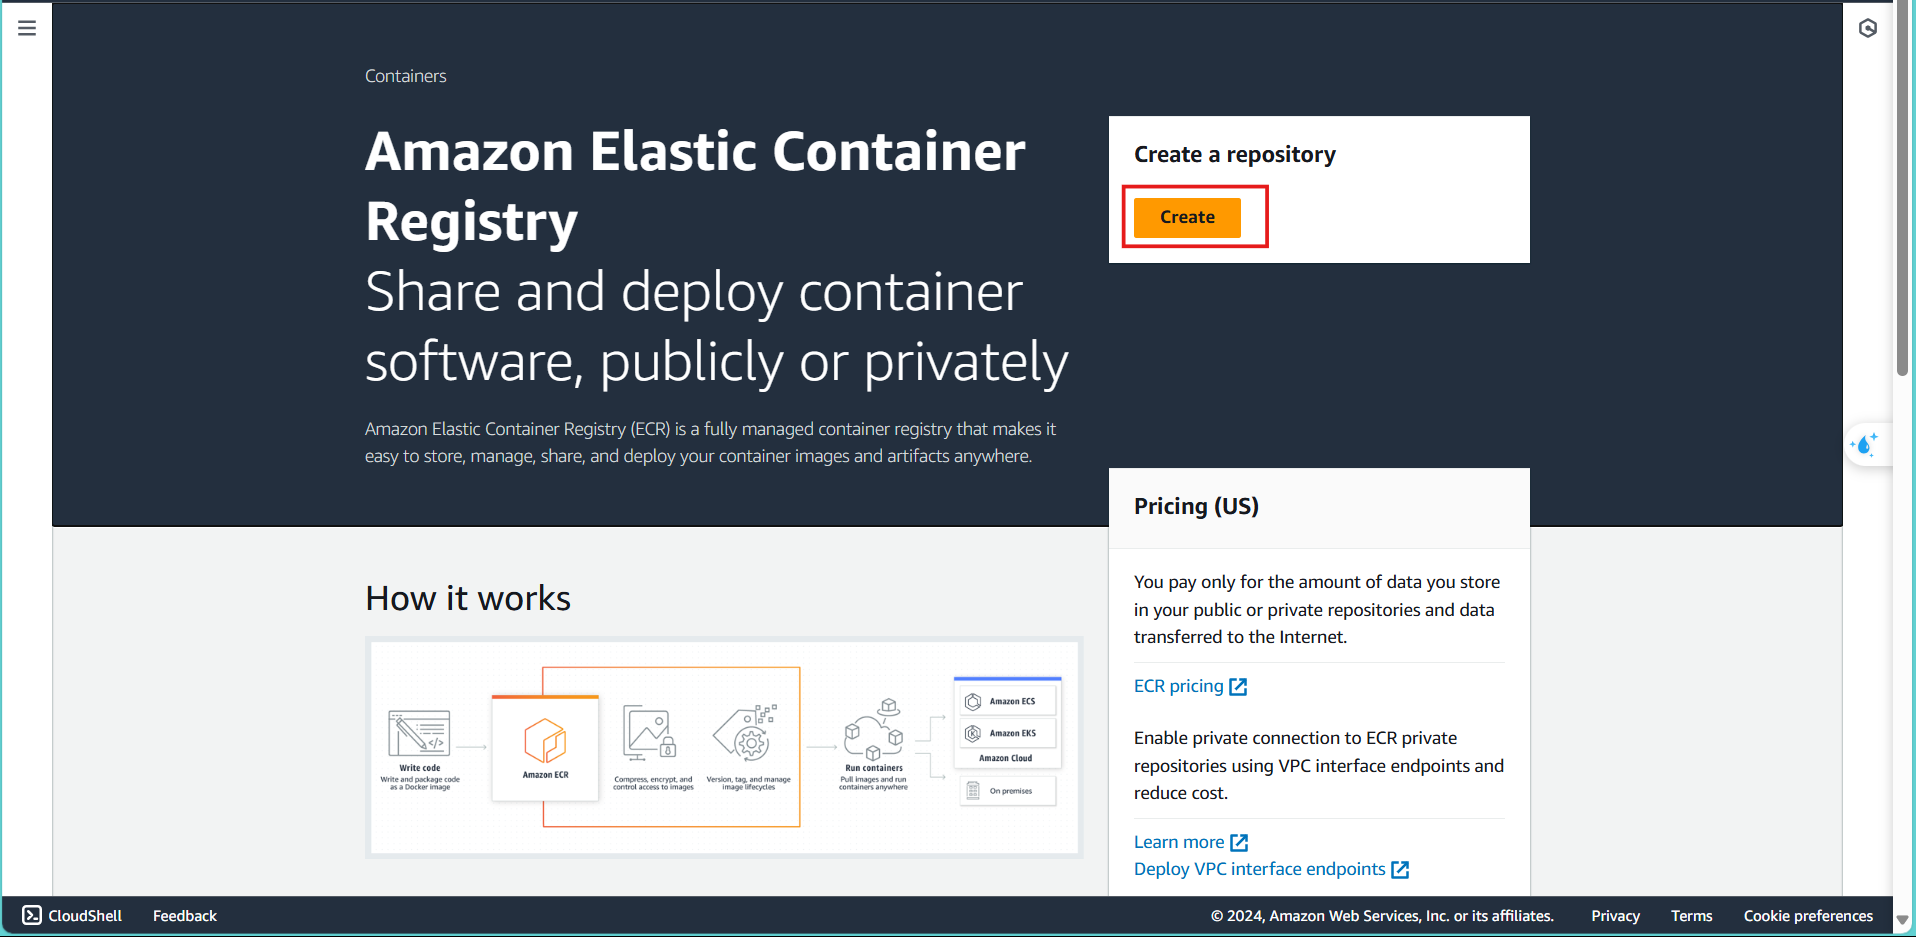 Containers
Amazon Elastic Container
Registry
Share and deploy container
software, publicly or privately
Amazon Elastic Container Registry (ECR) is a fully managed container registry that makes it
easy to store, manage, share, and deploy your container images and artifacts anywhere.
Create a repository
Create
Pricing (US)
You pay only for the amount of data you store
in your public or private repositories and data
transferred to the Internet.
ECR pricing
Enable private connection to ECR private
repositories using VPC interface endpoints and
reduce cost.
Learn more
Deploy VPC interface endpoints
How it works
Write code
Write and package code
as a Docker image
Amazon ECR
Compress, encrypt, and
control access to images
Version, tag, and manage
image lifecycles
Run containers
Pull images and run
containers anywhere
Amazon ECS
Amazon EKS
Amazon Cloud
On premises
CloudShell
Feedback
© 2024, Amazon Web Services, Inc. or its affiliates.
Privacy
Terms
Cookie preferences